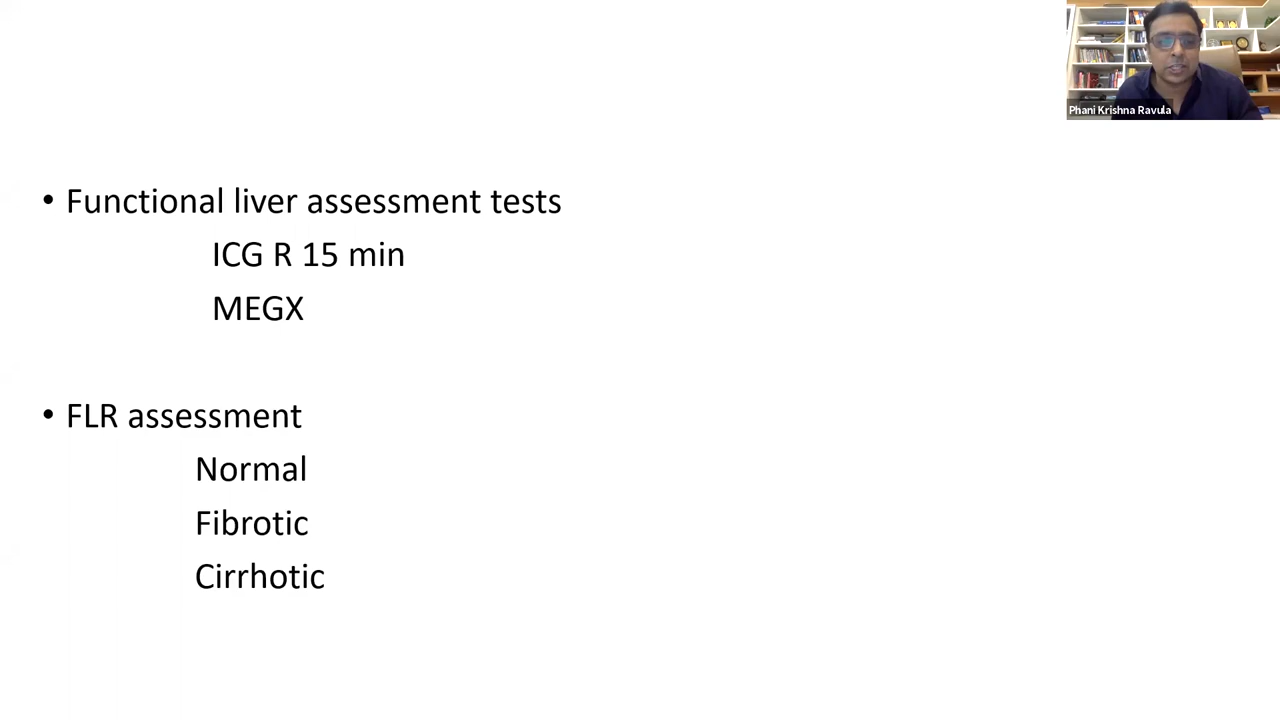 Phani Krishna Ravula
• Functional liver assessment tests
ICG R 15 min
MEGX
• FLR assessment
Normal
Fibrotic
Cirrhotic